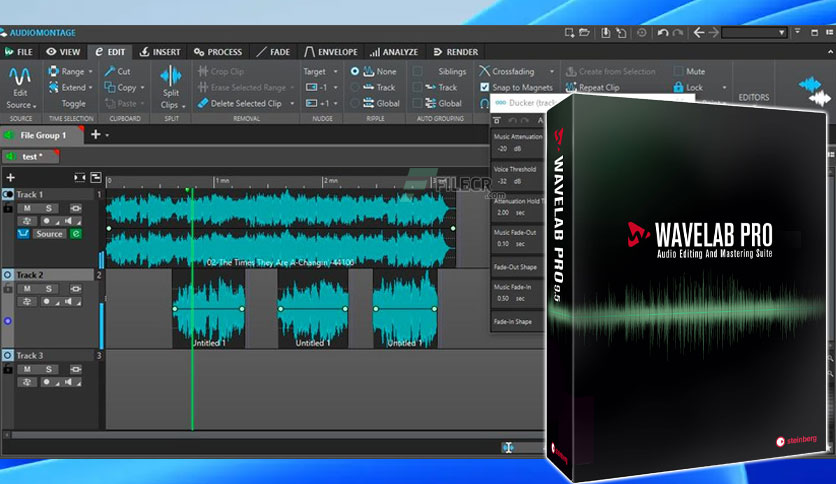 AUDIOMONTAGE
FILE VIEW EDIT INSERT PROCESS FADE ENVELOPE ANALYZE RENDER
Edit Source
Range
Extend
Toggle
Cut
Copy
Paste
Split Clips
Crop Clip
Erase Selected Range
Delete Selected Clip
Target
-1
+1
None
Track
Global
Siblings
Track
Global
Crossfading
Snap to Magnets
Create from Selection
Repeat Clip
Mute
Lock
EDITORS
SOURCE TIME SELECTION CLIPBOARD SPLIT REMOVAL NUDGE RIPPLE AUTO GROUPING
File Group 1
test *
0 1 mn 2 mn
Track 1 1
M S
Source
02-The Times They Are A-Changin'-44100
Track 2 2
M S
Untitled 1 Untitled 1 Untitled 1
Track 3 3
M S
Ducker (track
Music Attenuation
-20 dB
Voice Threshold
-32 dB
Attenuation Hold T
2.00 sec
Music Fade-Out
0.10 sec
Fade-Out Shape
Music Fade-In
0.50 sec
Fade-In Shape
FILECR
.com
WAVELAB PRO 9.5
WAVELAB PRO
Audio Editing And Mastering Suite
steinberg